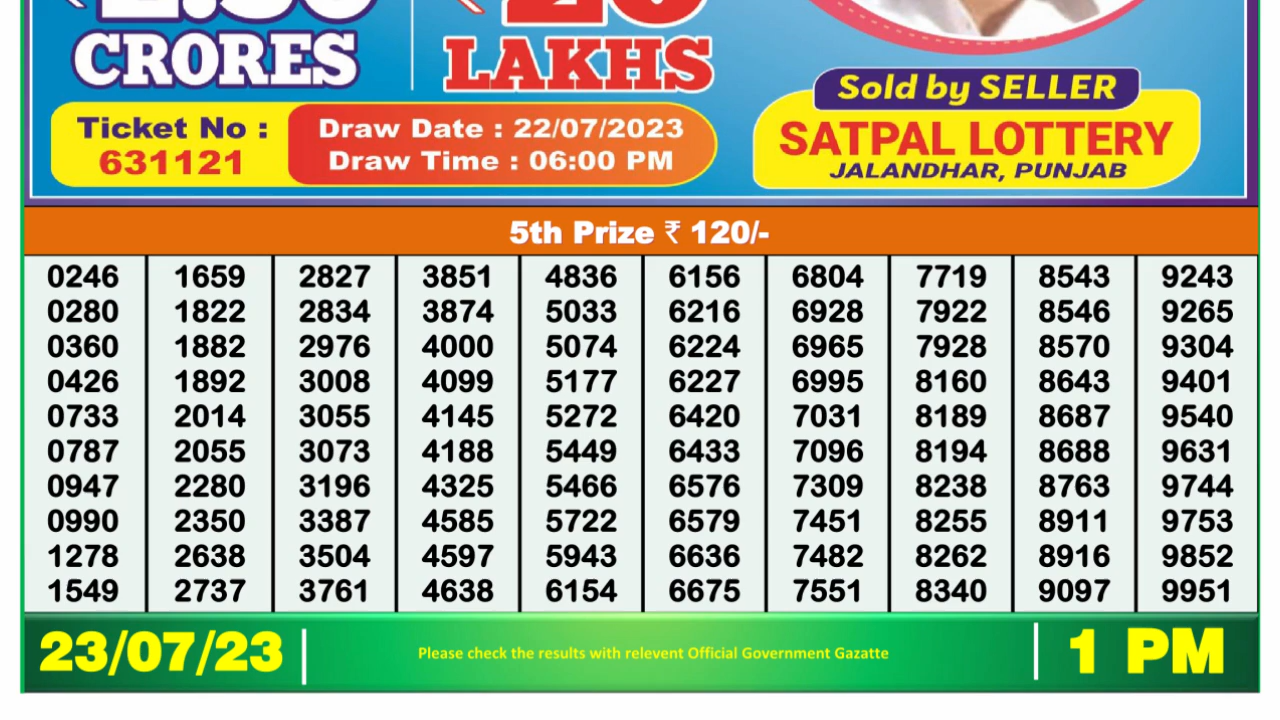 CRORES
LAKHS
Sold by SELLER
Ticket No :
631121
Draw Date : 22/07/2023
Draw Time : 06:00 PM
SATPAL LOTTERY
JALANDHAR, PUNJAB
5th Prize ₹ 120/-
0246 1659 2827 3851 4836 6156 6804 7719 8543 9243
0280 1822 2834 3874 5033 6216 6928 7922 8546 9265
0360 1882 2976 4000 5074 6224 6965 7928 8570 9304
0426 1892 3008 4099 5177 6227 6995 8160 8643 9401
0733 2014 3055 4145 5272 6420 7031 8189 8687 9540
0787 2055 3073 4188 5449 6433 7096 8194 8688 9631
0947 2280 3196 4325 5466 6576 7309 8238 8763 9744
0990 2350 3387 4585 5722 6579 7451 8255 8911 9753
1278 2638 3504 4597 5943 6636 7482 8262 8916 9852
1549 2737 3761 4638 6154 6675 7551 8340 9097 9951
23/07/23
Please check the results with relevent Official Government Gazatte
1 PM